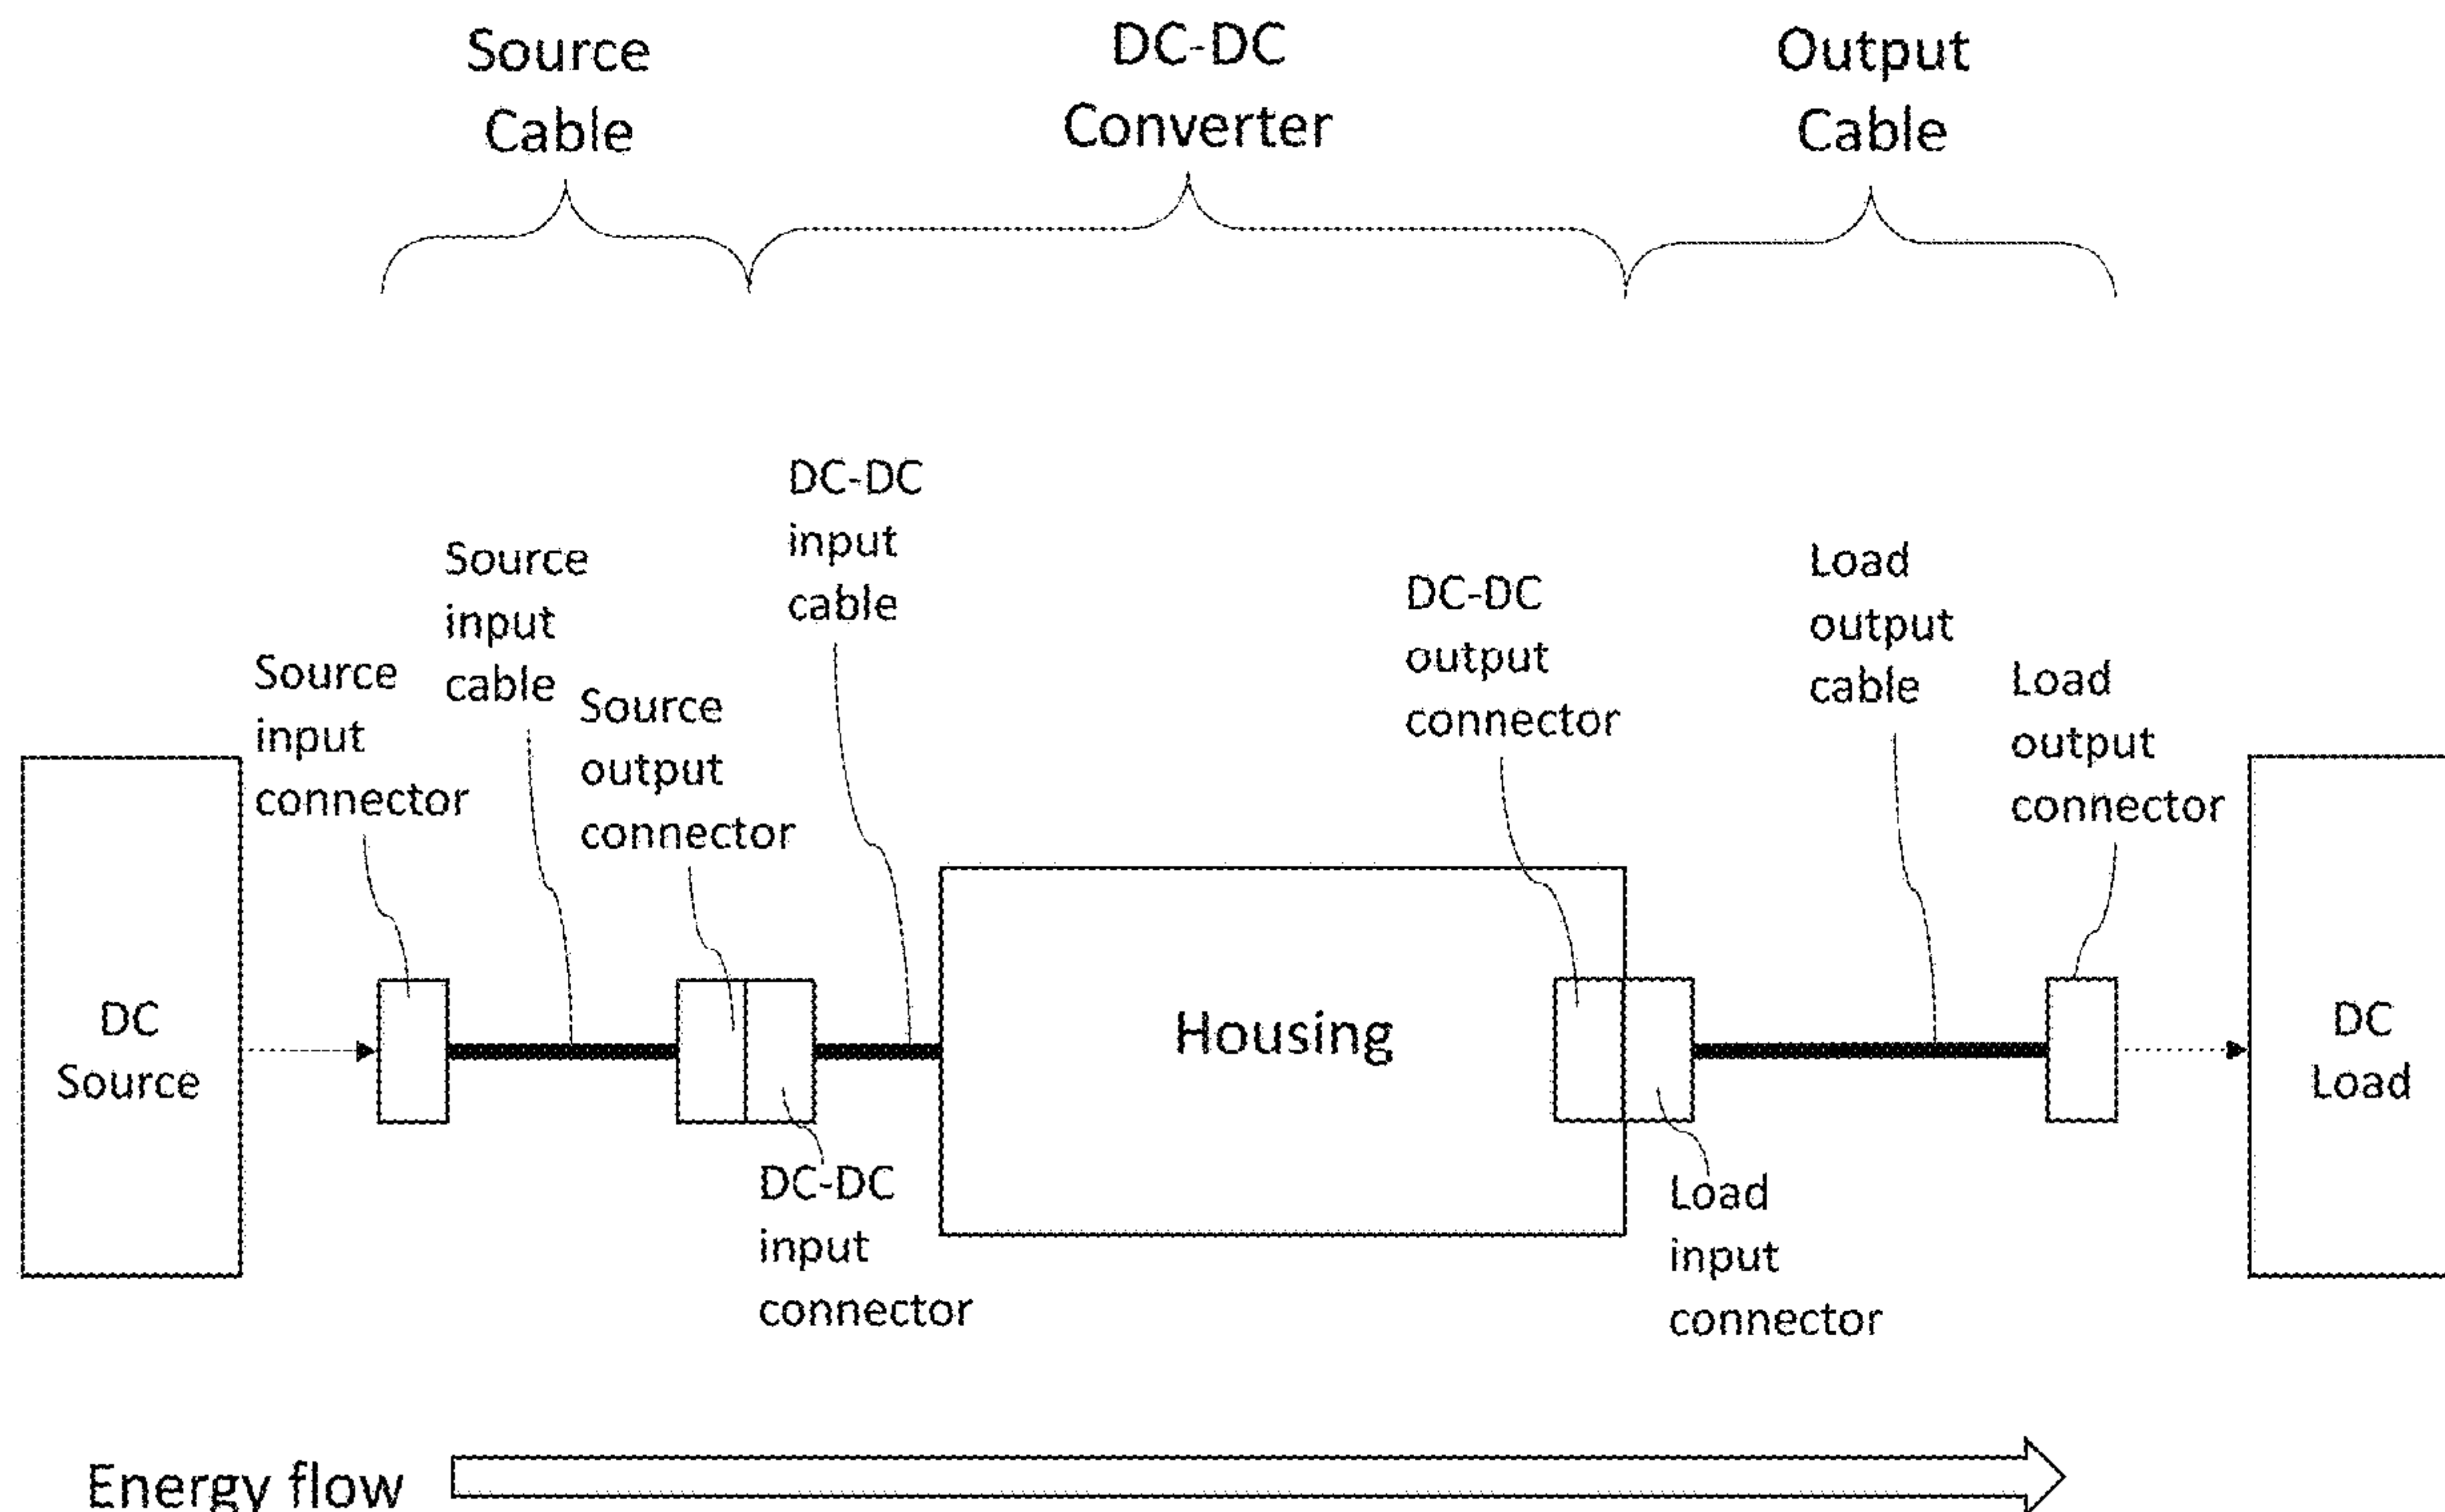 Source
Cable
DC-DC
Converter
Output
Cable
DC-DC
input
cable
Source
input
cable
DC-DC
output
connector
Load
output
cable
Source
input
connector
Source
output
connector
Load
output
connector
DC
Source
Housing
DC
Load
DC-DC
input
connector
Load
input
connector
Energy flow